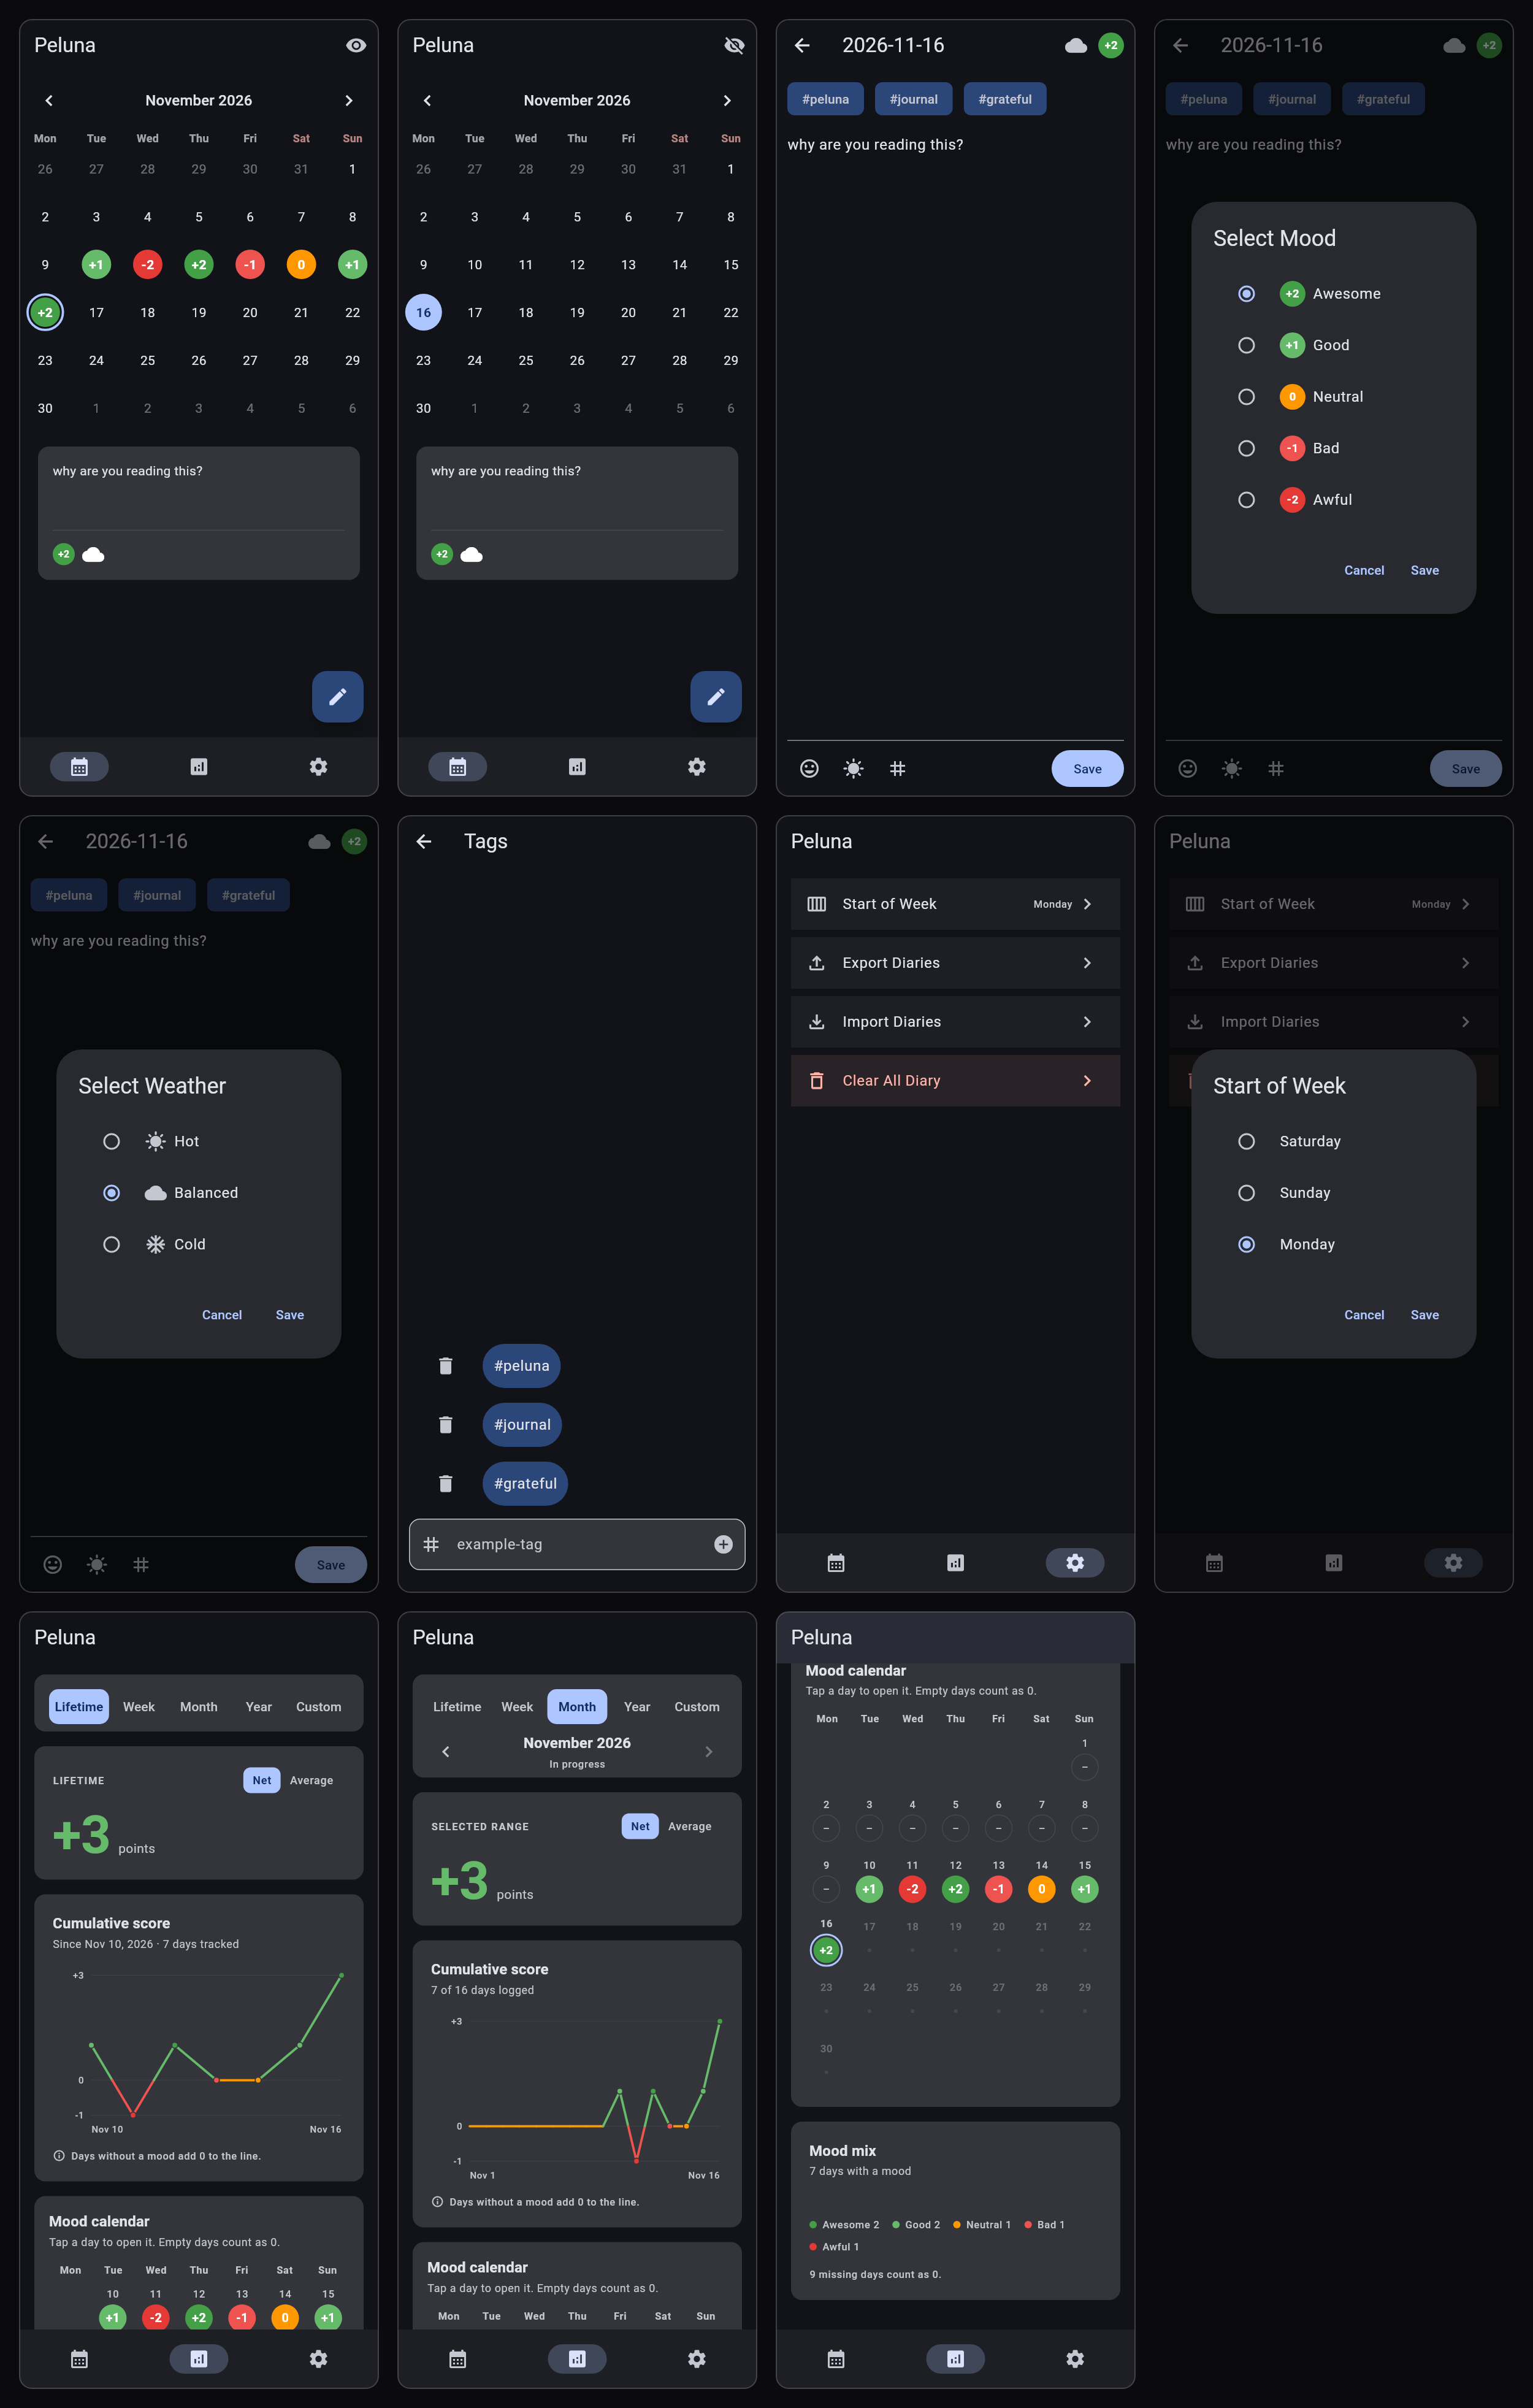 Peluna
November 2026
Mon Tue Wed Thu Fri Sat Sun
26 27 28 29 30 31 1
2 3 4 5 6 7 8
9 +1 -2 +2 -1 0 +1
+2 17 18 19 20 21 22
23 24 25 26 27 28 29
30 1 2 3 4 5 6
why are you reading this?
+2
Peluna
November 2026
Mon Tue Wed Thu Fri Sat Sun
26 27 28 29 30 31 1
2 3 4 5 6 7 8
9 10 11 12 13 14 15
16 17 18 19 20 21 22
23 24 25 26 27 28 29
30 1 2 3 4 5 6
why are you reading this?
+2
2026-11-16 +2
#peluna #journal #grateful
why are you reading this?
Save
2026-11-16 +2
#peluna #journal #grateful
why are you reading this?
Select Mood
+2 Awesome
+1 Good
0 Neutral
-1 Bad
-2 Awful
Cancel Save
Save
2026-11-16 +2
#peluna #journal #grateful
why are you reading this?
Select Weather
Hot
Balanced
Cold
Cancel Save
Save
Tags
#peluna
#journal
#grateful
# example-tag
Peluna
Start of Week Monday
Export Diaries
Import Diaries
Clear All Diary
Peluna
Start of Week Monday
Export Diaries
Import Diaries
Start of Week
Saturday
Sunday
Monday
Cancel Save
Peluna
Lifetime Week Month Year Custom
LIFETIME Net Average
+3 points
Cumulative score
Since Nov 10, 2026 · 7 days tracked
+3
0
-1
Nov 10 Nov 16
Days without a mood add 0 to the line.
Mood calendar
Tap a day to open it. Empty days count as 0.
Mon Tue Wed Thu Fri Sat Sun
10 11 12 13 14 15
+1 -2 +2 -1 0 +1
Peluna
Lifetime Week Month Year Custom
November 2026
In progress
SELECTED RANGE Net Average
+3 points
Cumulative score
7 of 16 days logged
+3
0
-1
Nov 1 Nov 16
Days without a mood add 0 to the line.
Mood calendar
Tap a day to open it. Empty days count as 0.
Mon Tue Wed Thu Fri Sat Sun
Peluna
Mood calendar
Tap a day to open it. Empty days count as 0.
Mon Tue Wed Thu Fri Sat Sun
1
–
2 3 4 5 6 7 8
– – – – – – –
9 10 11 12 13 14 15
– +1 -2 +2 -1 0 +1
16 17 18 19 20 21 22
+2
23 24 25 26 27 28 29
30
Mood mix
7 days with a mood
Awesome 2 Good 2 Neutral 1 Bad 1
Awful 1
9 missing days count as 0.